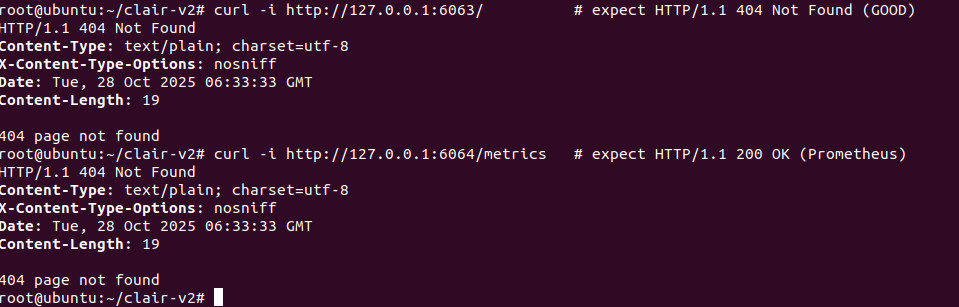 root@ubuntu:~/clair-v2# curl -i http://127.0.0.1:6063/          # expect HTTP/1.1 404 Not Found (GOOD)
HTTP/1.1 404 Not Found
Content-Type: text/plain; charset=utf-8
X-Content-Type-Options: nosniff
Date: Tue, 28 Oct 2025 06:33:33 GMT
Content-Length: 19

404 page not found
root@ubuntu:~/clair-v2# curl -i http://127.0.0.1:6064/metrics   # expect HTTP/1.1 200 OK (Prometheus)
HTTP/1.1 404 Not Found
Content-Type: text/plain; charset=utf-8
X-Content-Type-Options: nosniff
Date: Tue, 28 Oct 2025 06:33:33 GMT
Content-Length: 19

404 page not found
root@ubuntu:~/clair-v2#